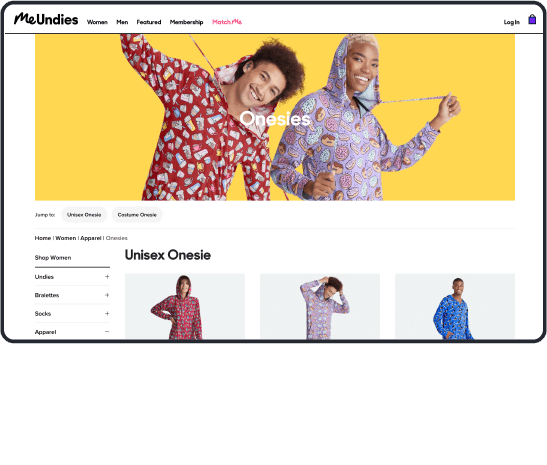 MeUndies
Women Men Featured Membership MatchMe Log In
Onesies
Jump to: Unisex Onesie Costume Onesie
Home | Women | Apparel | Onesies
Shop Women
Unisex Onesie
Undies +
Bralettes +
Socks +
Apparel −